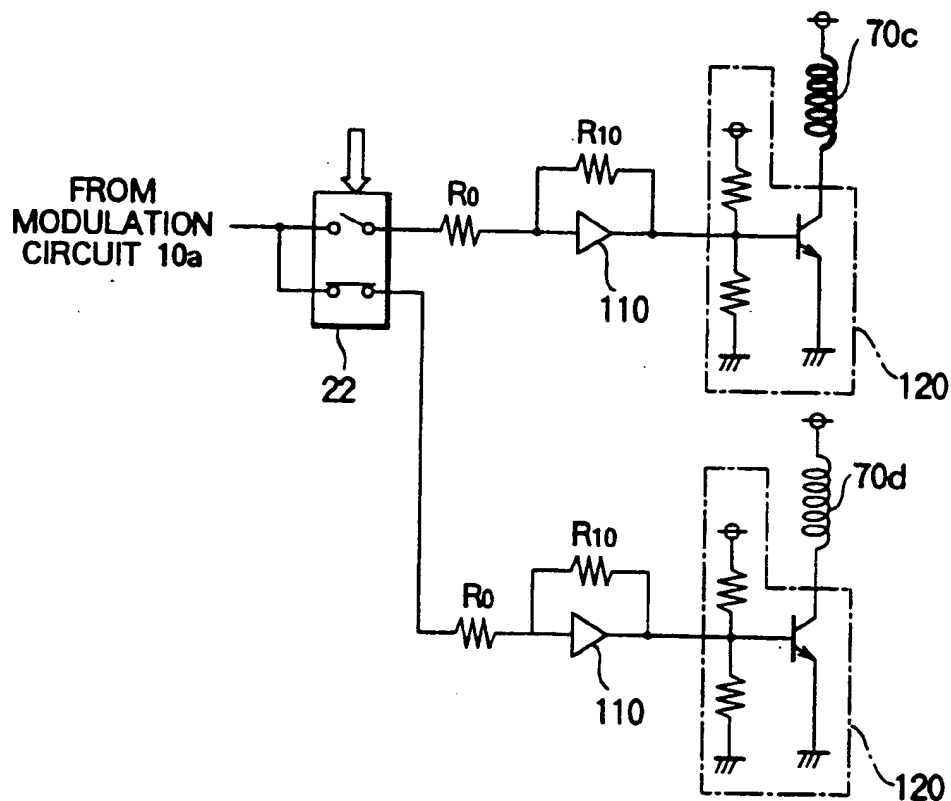 70c
R10
FROM
MODULATION
CIRCUIT 10a
R0
110
22
120
70d
R10
R0
110
120